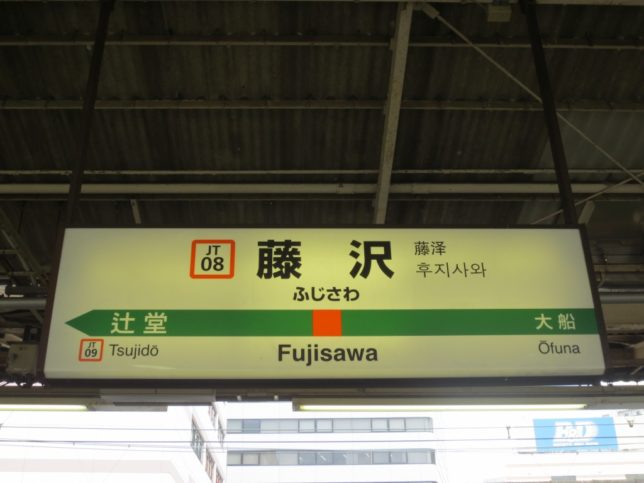 JT
08
藤沢
藤泽
후지사와
ふじさわ
辻堂
大船
JT
09
Tsujidō
Fujisawa
Ōfuna